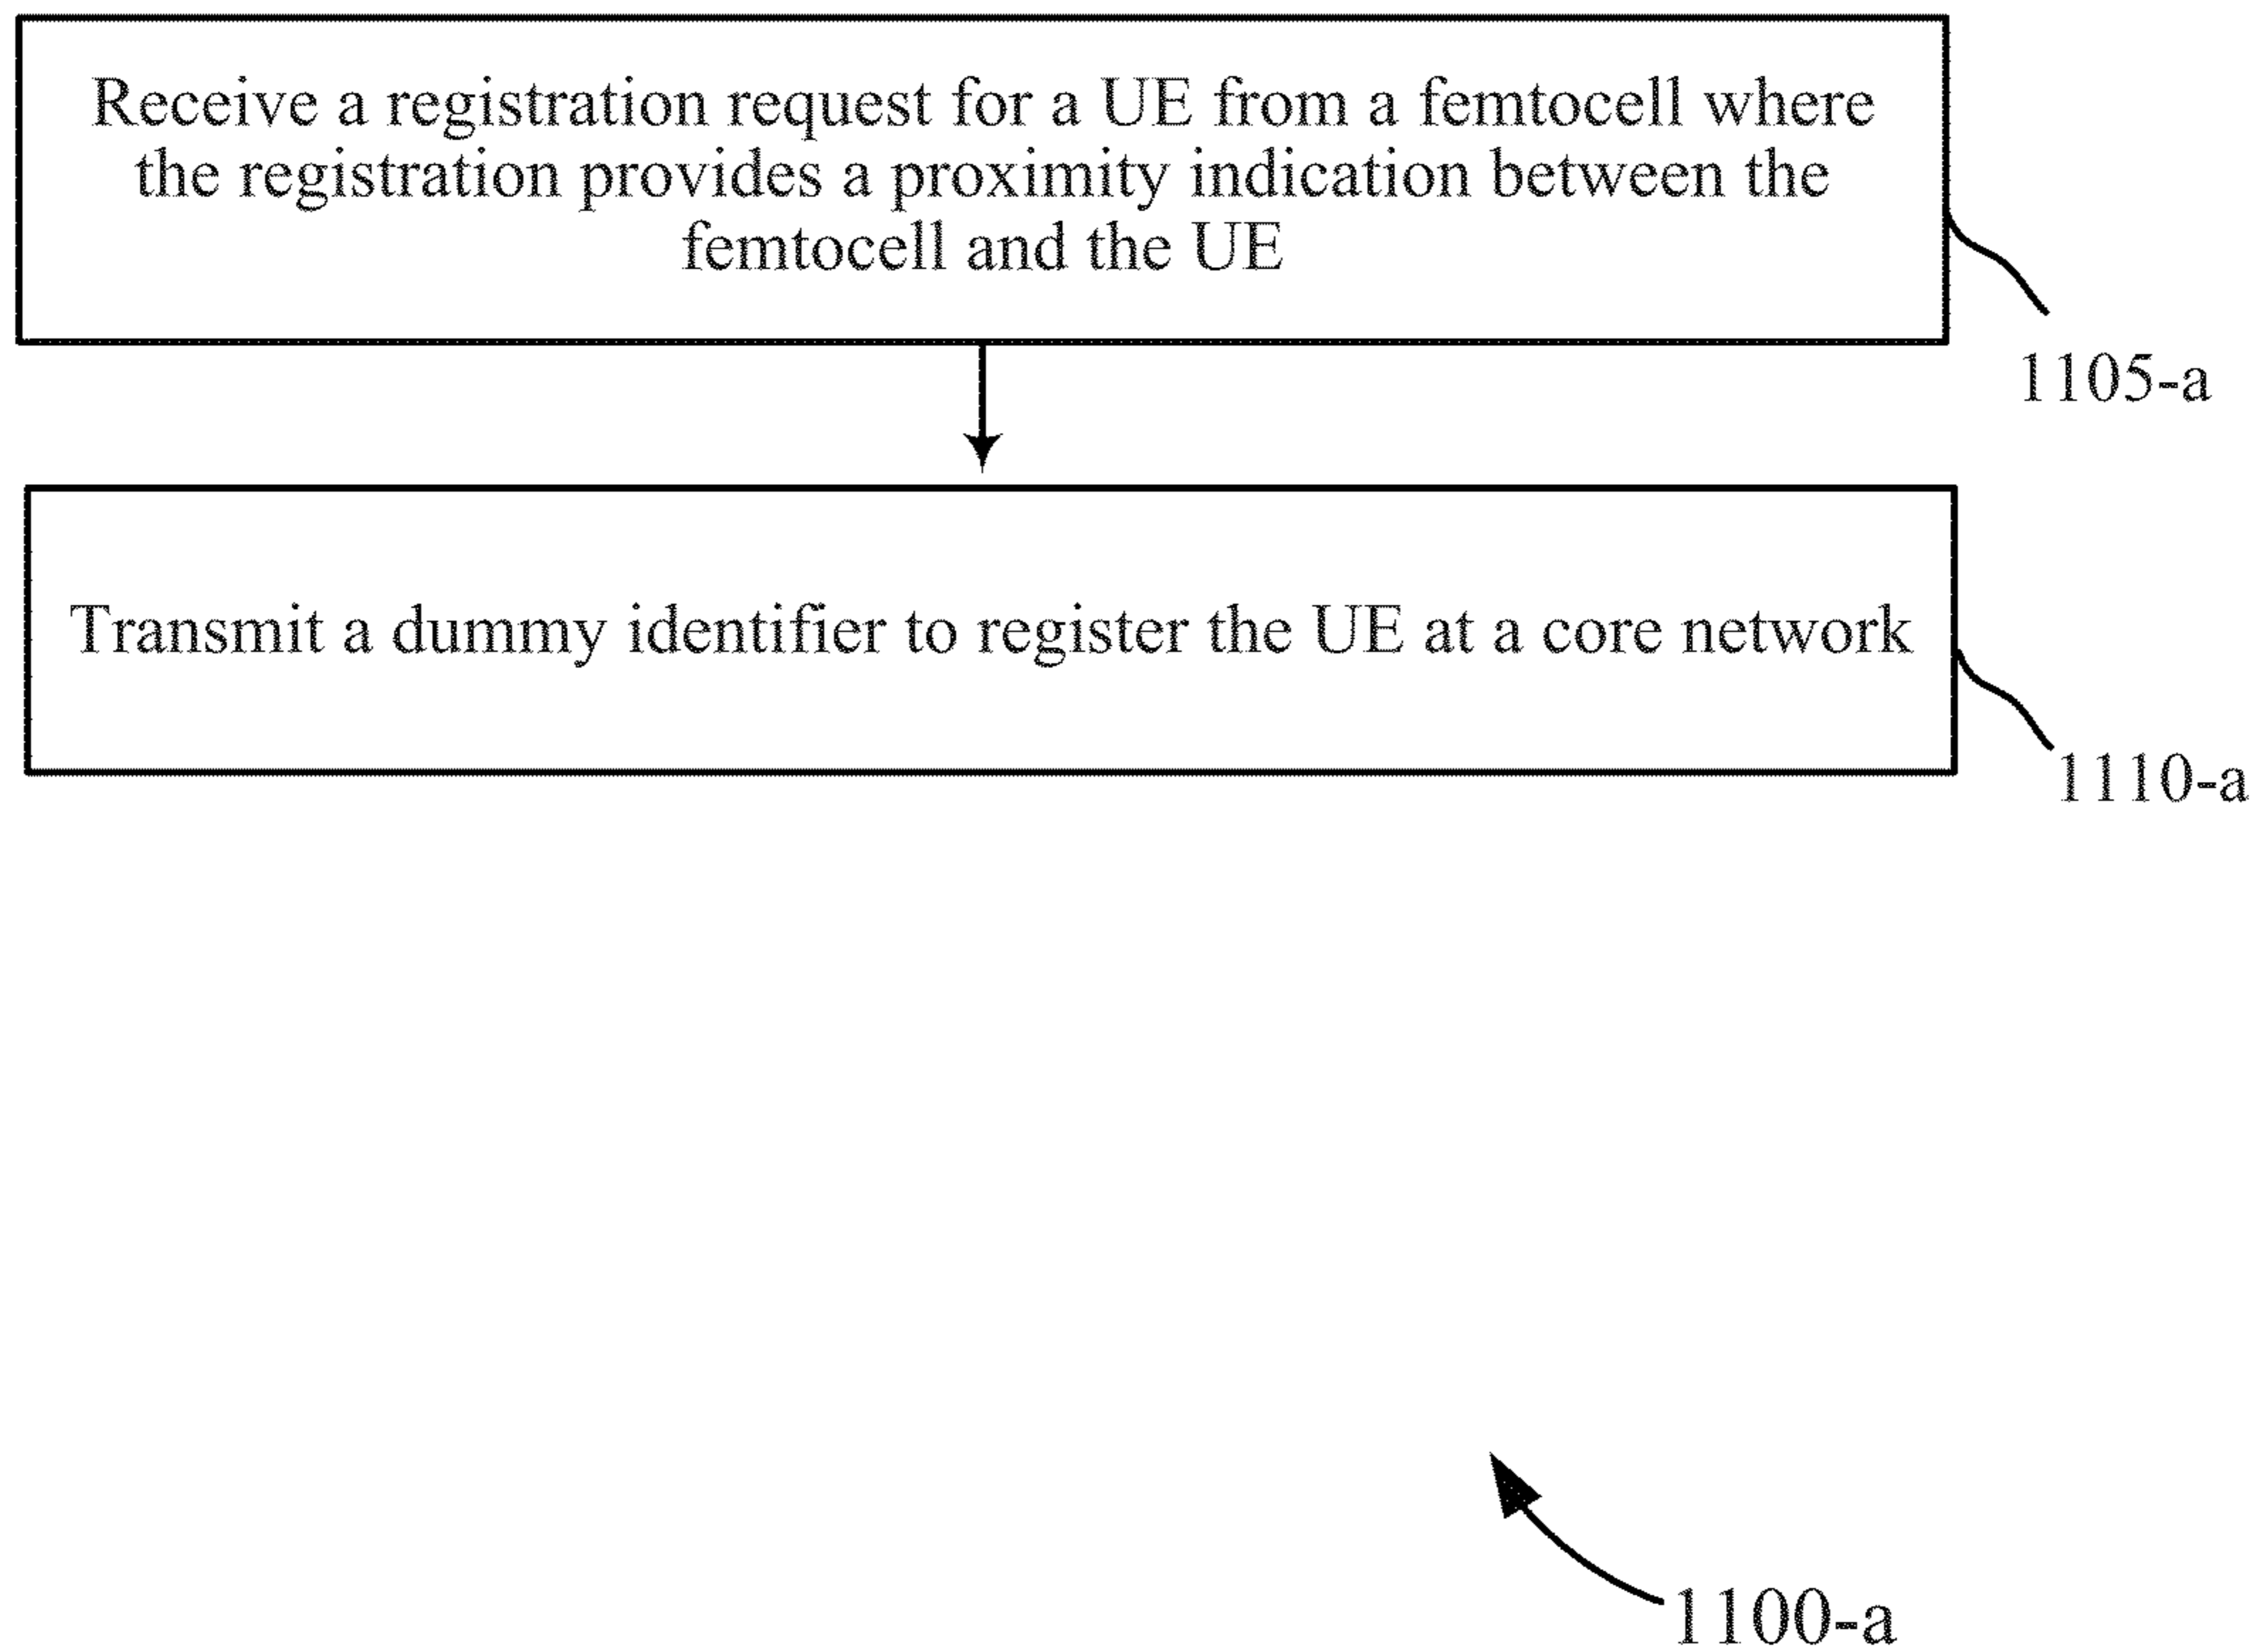 Receive a registration request for a UE from a femtocell where
the registration provides a proximity indication between the
femtocell and the UE
1105-a
Transmit a dummy identifier to register the UE at a core network
1110-a
1100-a